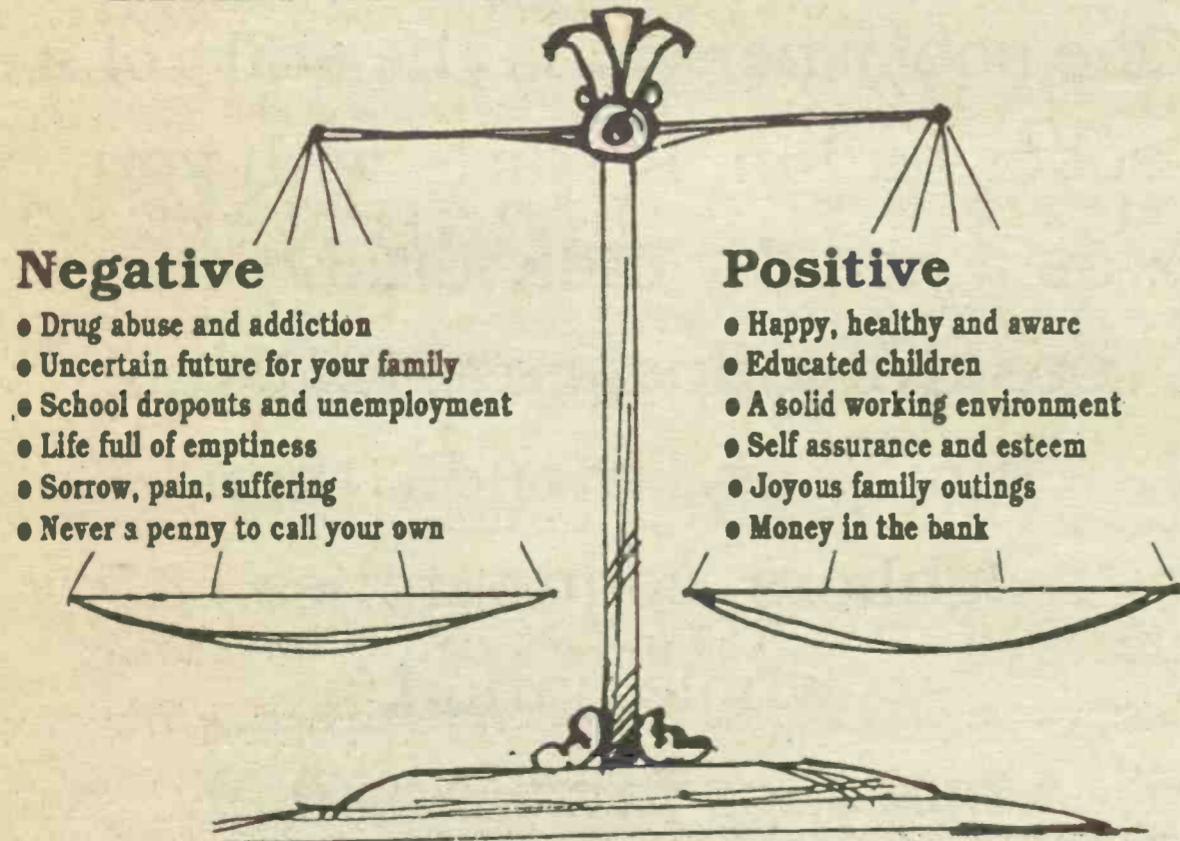 Negative
• Drug abuse and addiction
• Uncertain future for your family
• School dropouts and unemployment
• Life full of emptiness
• Sorrow, pain, suffering
• Never a penny to call your own
Positive
• Happy, healthy and aware
• Educated children
• A solid working environment
• Self assurance and esteem
• Joyous family outings
• Money in the bank